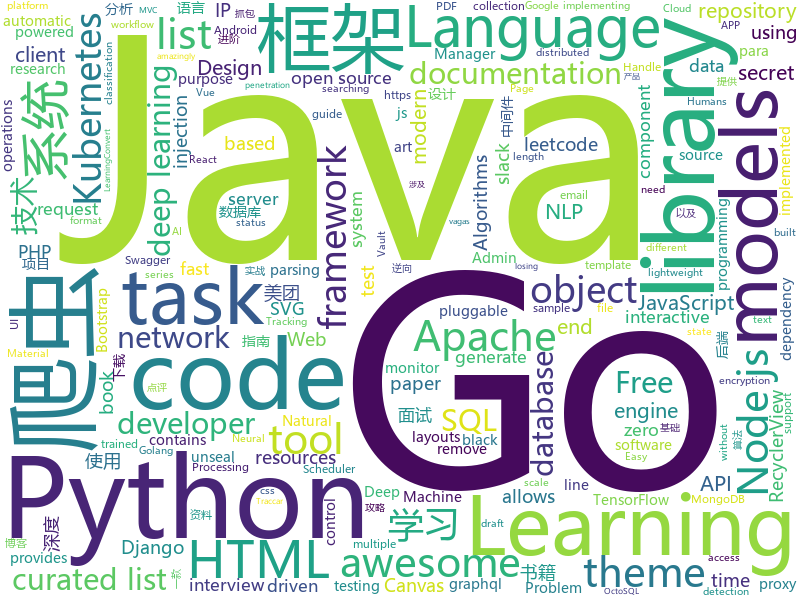 platform
workflow
MVC
分析
语言
抓包
Google implementing
Cloud
APP
提供
automatic
powered
research
Kubernetes
client
IP
Android
进阶
list
框架
Language
PDF
collection
distributed
repository
using
para
classification
amazingly
Design
purpose
open source
Manager
searching
documentation
Handle
Page
产品
data
secret
Vue
penetration
https
设计
Humans
operations
系统
deep learning
injection
React
guide
js
modern
中间件
leetcode
component
source
library
models
LearningConvert
Java
based
art
length
技术
request
server
数据库
status
framework
system
涉及
slack
Algorithms
NLP
need
以及
programming
implemented
email
vagas
built
PHP
项目
AI
Swagger
series
format
fast
实战
parsing
test
Vault
逆向
Admin
template
different
lightweight
ui
Bootstrap
爬虫
task
美团
SVG
Tracking
losing
sample
file
object
JavaScript
interactive
state
text
dependency
Material
下载
network
指南
Web
pluggable
end
code
Apache
generate
monitor
paper
Free
engine
zero
software
Easy
后端
Node js
encryption
算法
support
RecyclerView
book
developer
点评
Natural
tool
面试
SQL
layouts
remove
black
database
基础
without
contains
trained
Golang
unseal
Neural
resources
Processing
Scheduler
css
Deep
Machine
攻略
line
API
TensorFlow
MongoDB
Python
Go
使用
深度
资料
control
学习
allows
scale
Learning
Django
provides
博客
一款
HTML
Traccar
multiple
draft
书籍
time
access
proxy
curated list
interview
driven
awesome
testing
Canvas
graphql
Problem
OctoSQL
theme
detection